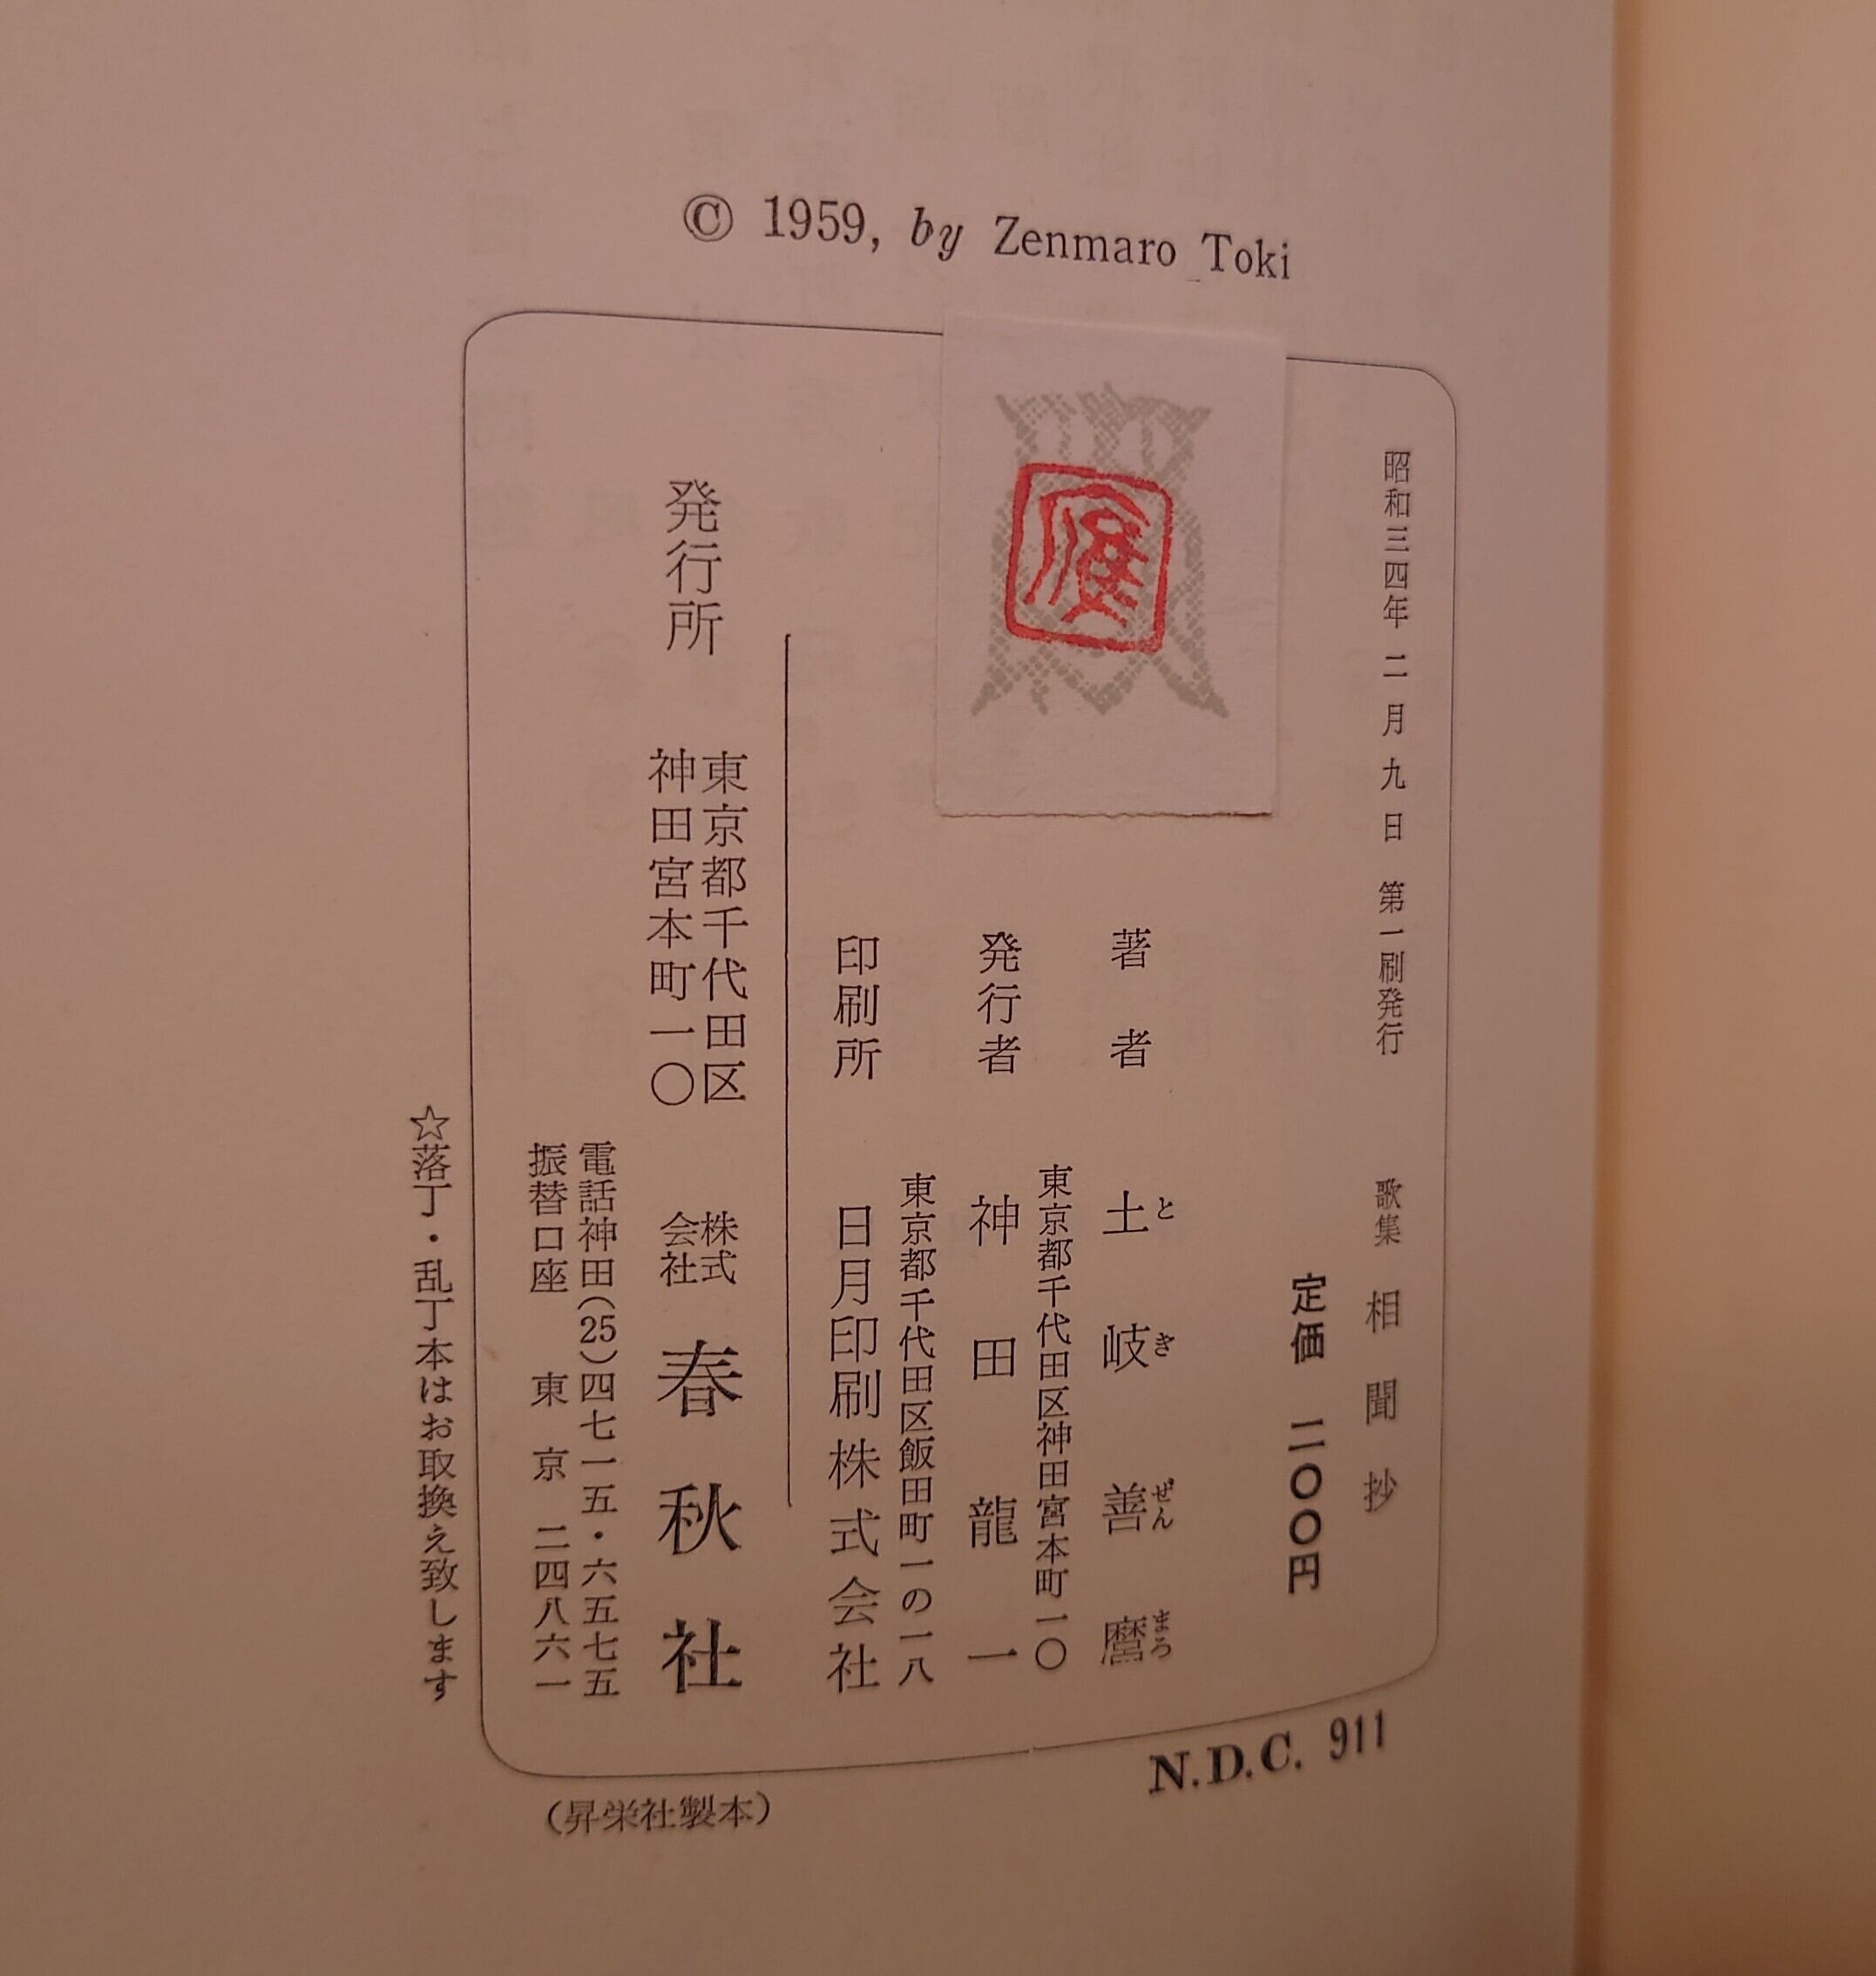 © 1959, by Zenmaro Toki
昭和三四年二月九日 第一刷発行
歌集 相聞抄
定価 二〇〇円
著者 土岐善麿
と き ぜん まろ
東京都千代田区神田宮本町一〇
発行者 神田龍一
東京都千代田区飯田町一の一八
印刷所 日月印刷株式会社
発行所
東京都千代田区
神田宮本町一〇
株式
会社
春秋社
電話神田(25)四七一五・六五七五
振替口座 東京 二四八六一
☆落丁・乱丁本はお取換え致します
N.D.C. 911
(昇栄社製本)